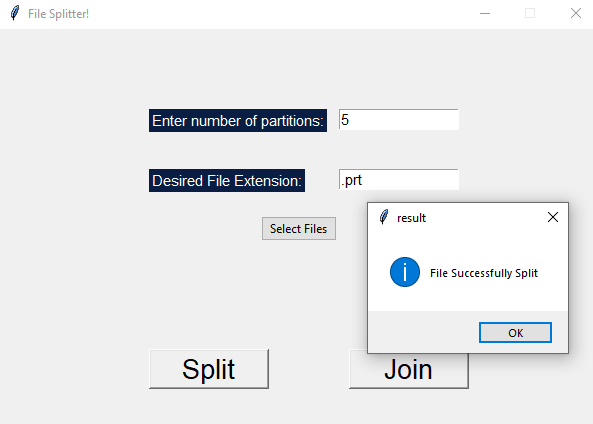 File Splitter!
Enter number of partitions: 5
Desired File Extension: .prt
Select Files
result
File Successfully Split
OK
Split Join